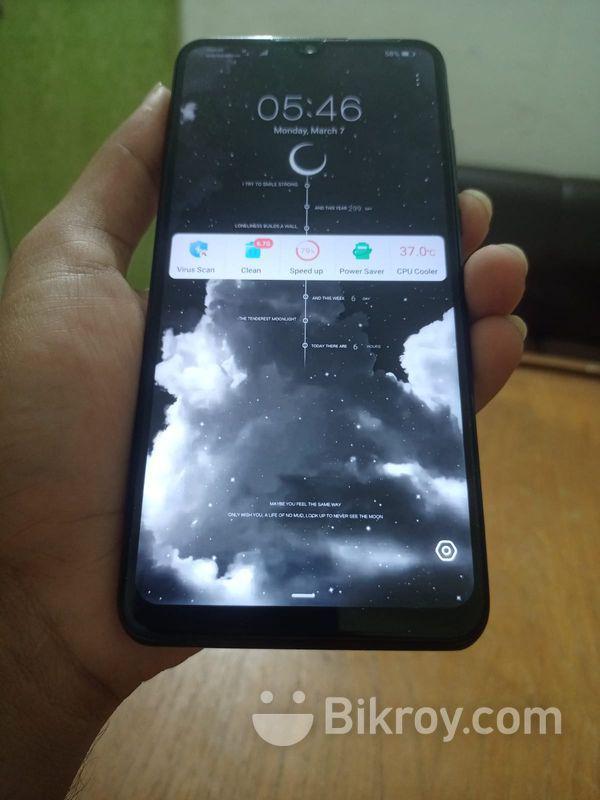 58%
05:46
Monday, March 7
I TRY TO SMILE STRONG
AND THIS YEAR 299 DAY
LONELINESS BUILDS A WALL
6.7G
79%
37.0°C
Virus Scan Clean Speed up Power Saver CPU Cooler
AND THIS WEEK 6 DAY
THE TENDEREST MOONLIGHT
TODAY THERE ARE 6 HOURS
MAYBE YOU FEEL THE SAME WAY
ONLY WISH YOU, A LIFE OF NO MUD, LOOK UP TO NEVER SEE THE MOON
Bikroy.com